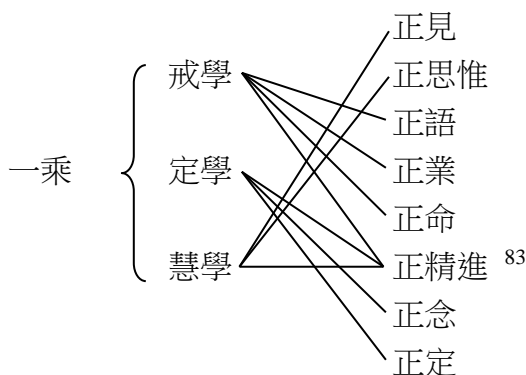 正見
戒學 正思惟
正語
一乘 定學 正業
正命
慧學 正精進 83
正念
正定